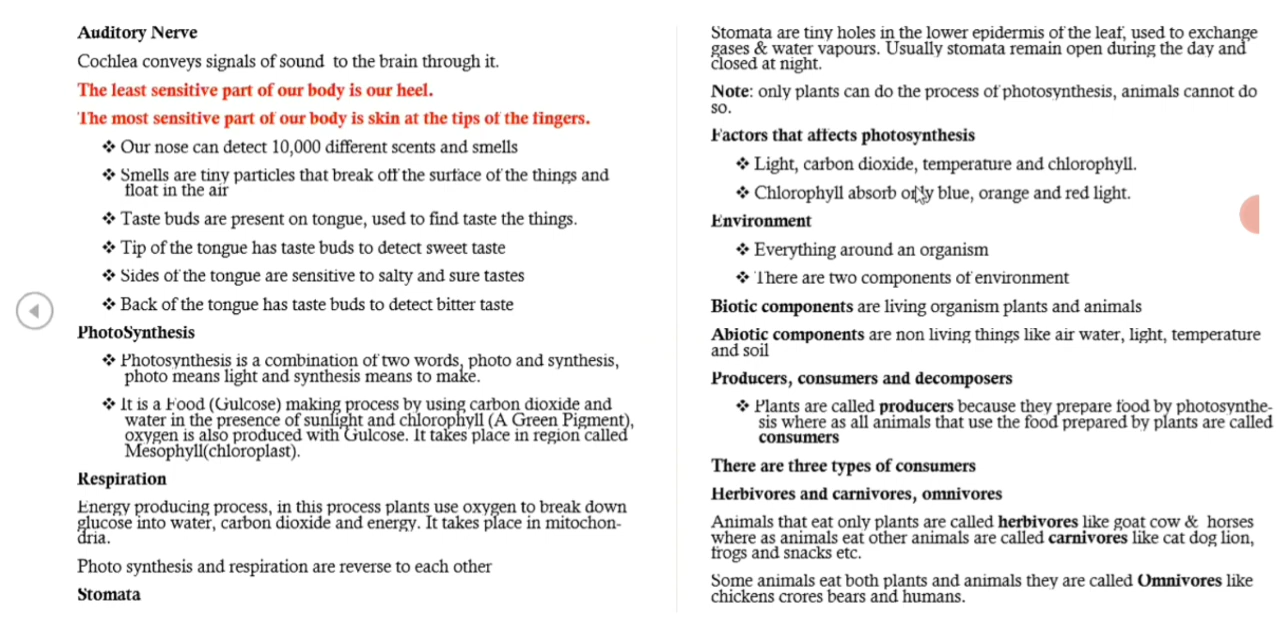 Auditory Nerve
Cochlea conveys signals of sound to the brain through it.
The least sensitive part of our body is our heel.
The most sensitive part of our body is skin at the tips of the fingers.
❖ Our nose can detect 10,000 different scents and smells
❖ Smells are tiny particles that break off the surface of the things and
float in the air
❖ Taste buds are present on tongue, used to find taste the things.
❖ Tip of the tongue has taste buds to detect sweet taste
❖ Sides of the tongue are sensitive to salty and sure tastes
❖ Back of the tongue has taste buds to detect bitter taste
PhotoSynthesis
❖ Photosynthesis is a combination of two words, photo and synthesis,
photo means light and synthesis means to make.
❖ It is a Food (Gulcose) making process by using carbon dioxide and
water in the presence of sunlight and chlorophyll (A Green Pigment),
oxygen is also produced with Gulcose. It takes place in region called
Mesophyll(chloroplast).
Respiration
Energy producing process, in this process plants use oxygen to break down
glucose into water, carbon dioxide and energy. It takes place in mitochon-
dria.
Photo synthesis and respiration are reverse to each other
Stomata
Stomata are tiny holes in the lower epidermis of the leaf, used to exchange
gases & water vapours. Usually stomata remain open during the day and
closed at night.
Note: only plants can do the process of photosynthesis, animals cannot do
so.
Factors that affects photosynthesis
❖ Light, carbon dioxide, temperature and chlorophyll.
❖ Chlorophyll absorb only blue, orange and red light.
Environment
❖ Everything around an organism
❖ There are two components of environment
Biotic components are living organism plants and animals
Abiotic components are non living things like air water, light, temperature
and soil
Producers, consumers and decomposers
❖ Plants are called producers because they prepare food by photosynthe-
sis where as all animals that use the food prepared by plants are called
consumers
There are three types of consumers
Herbivores and carnivores, omnivores
Animals that eat only plants are called herbivores like goat cow & horses
where as animals eat other animals are called carnivores like cat dog lion,
frogs and snacks etc.
Some animals eat both plants and animals they are called Omnivores like
chickens crores bears and humans.